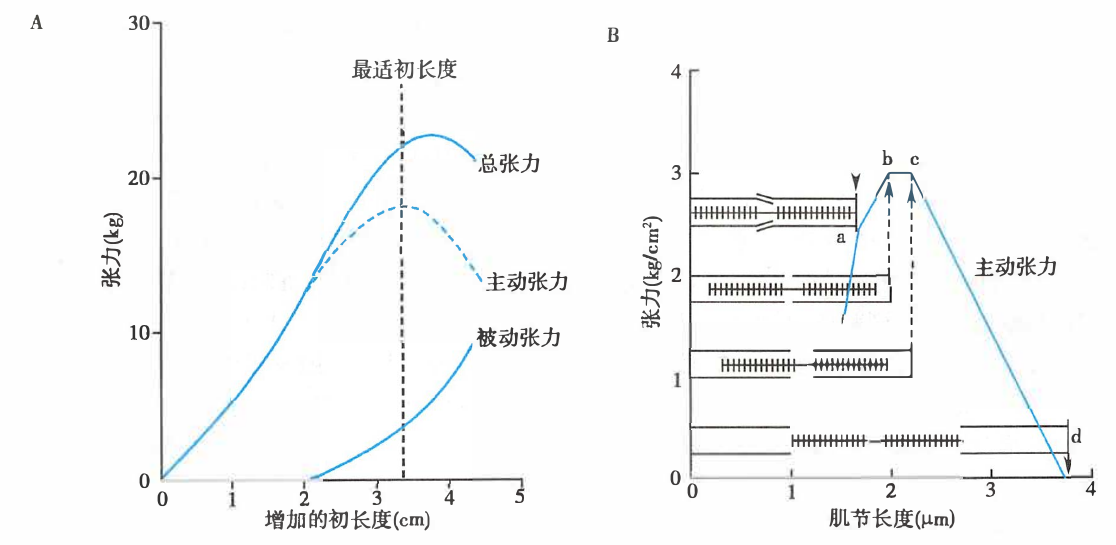 A
30
20
10
0
张力(kg)
最适初长度
总张力
主动张力
被动张力
0 1 2 3 4 5
增加的初长度(cm)
B
4
3
2
1
0
张力(kg/cm²)
b c
a
主动张力
d
0 1 2 3 4
肌节长度(μm)